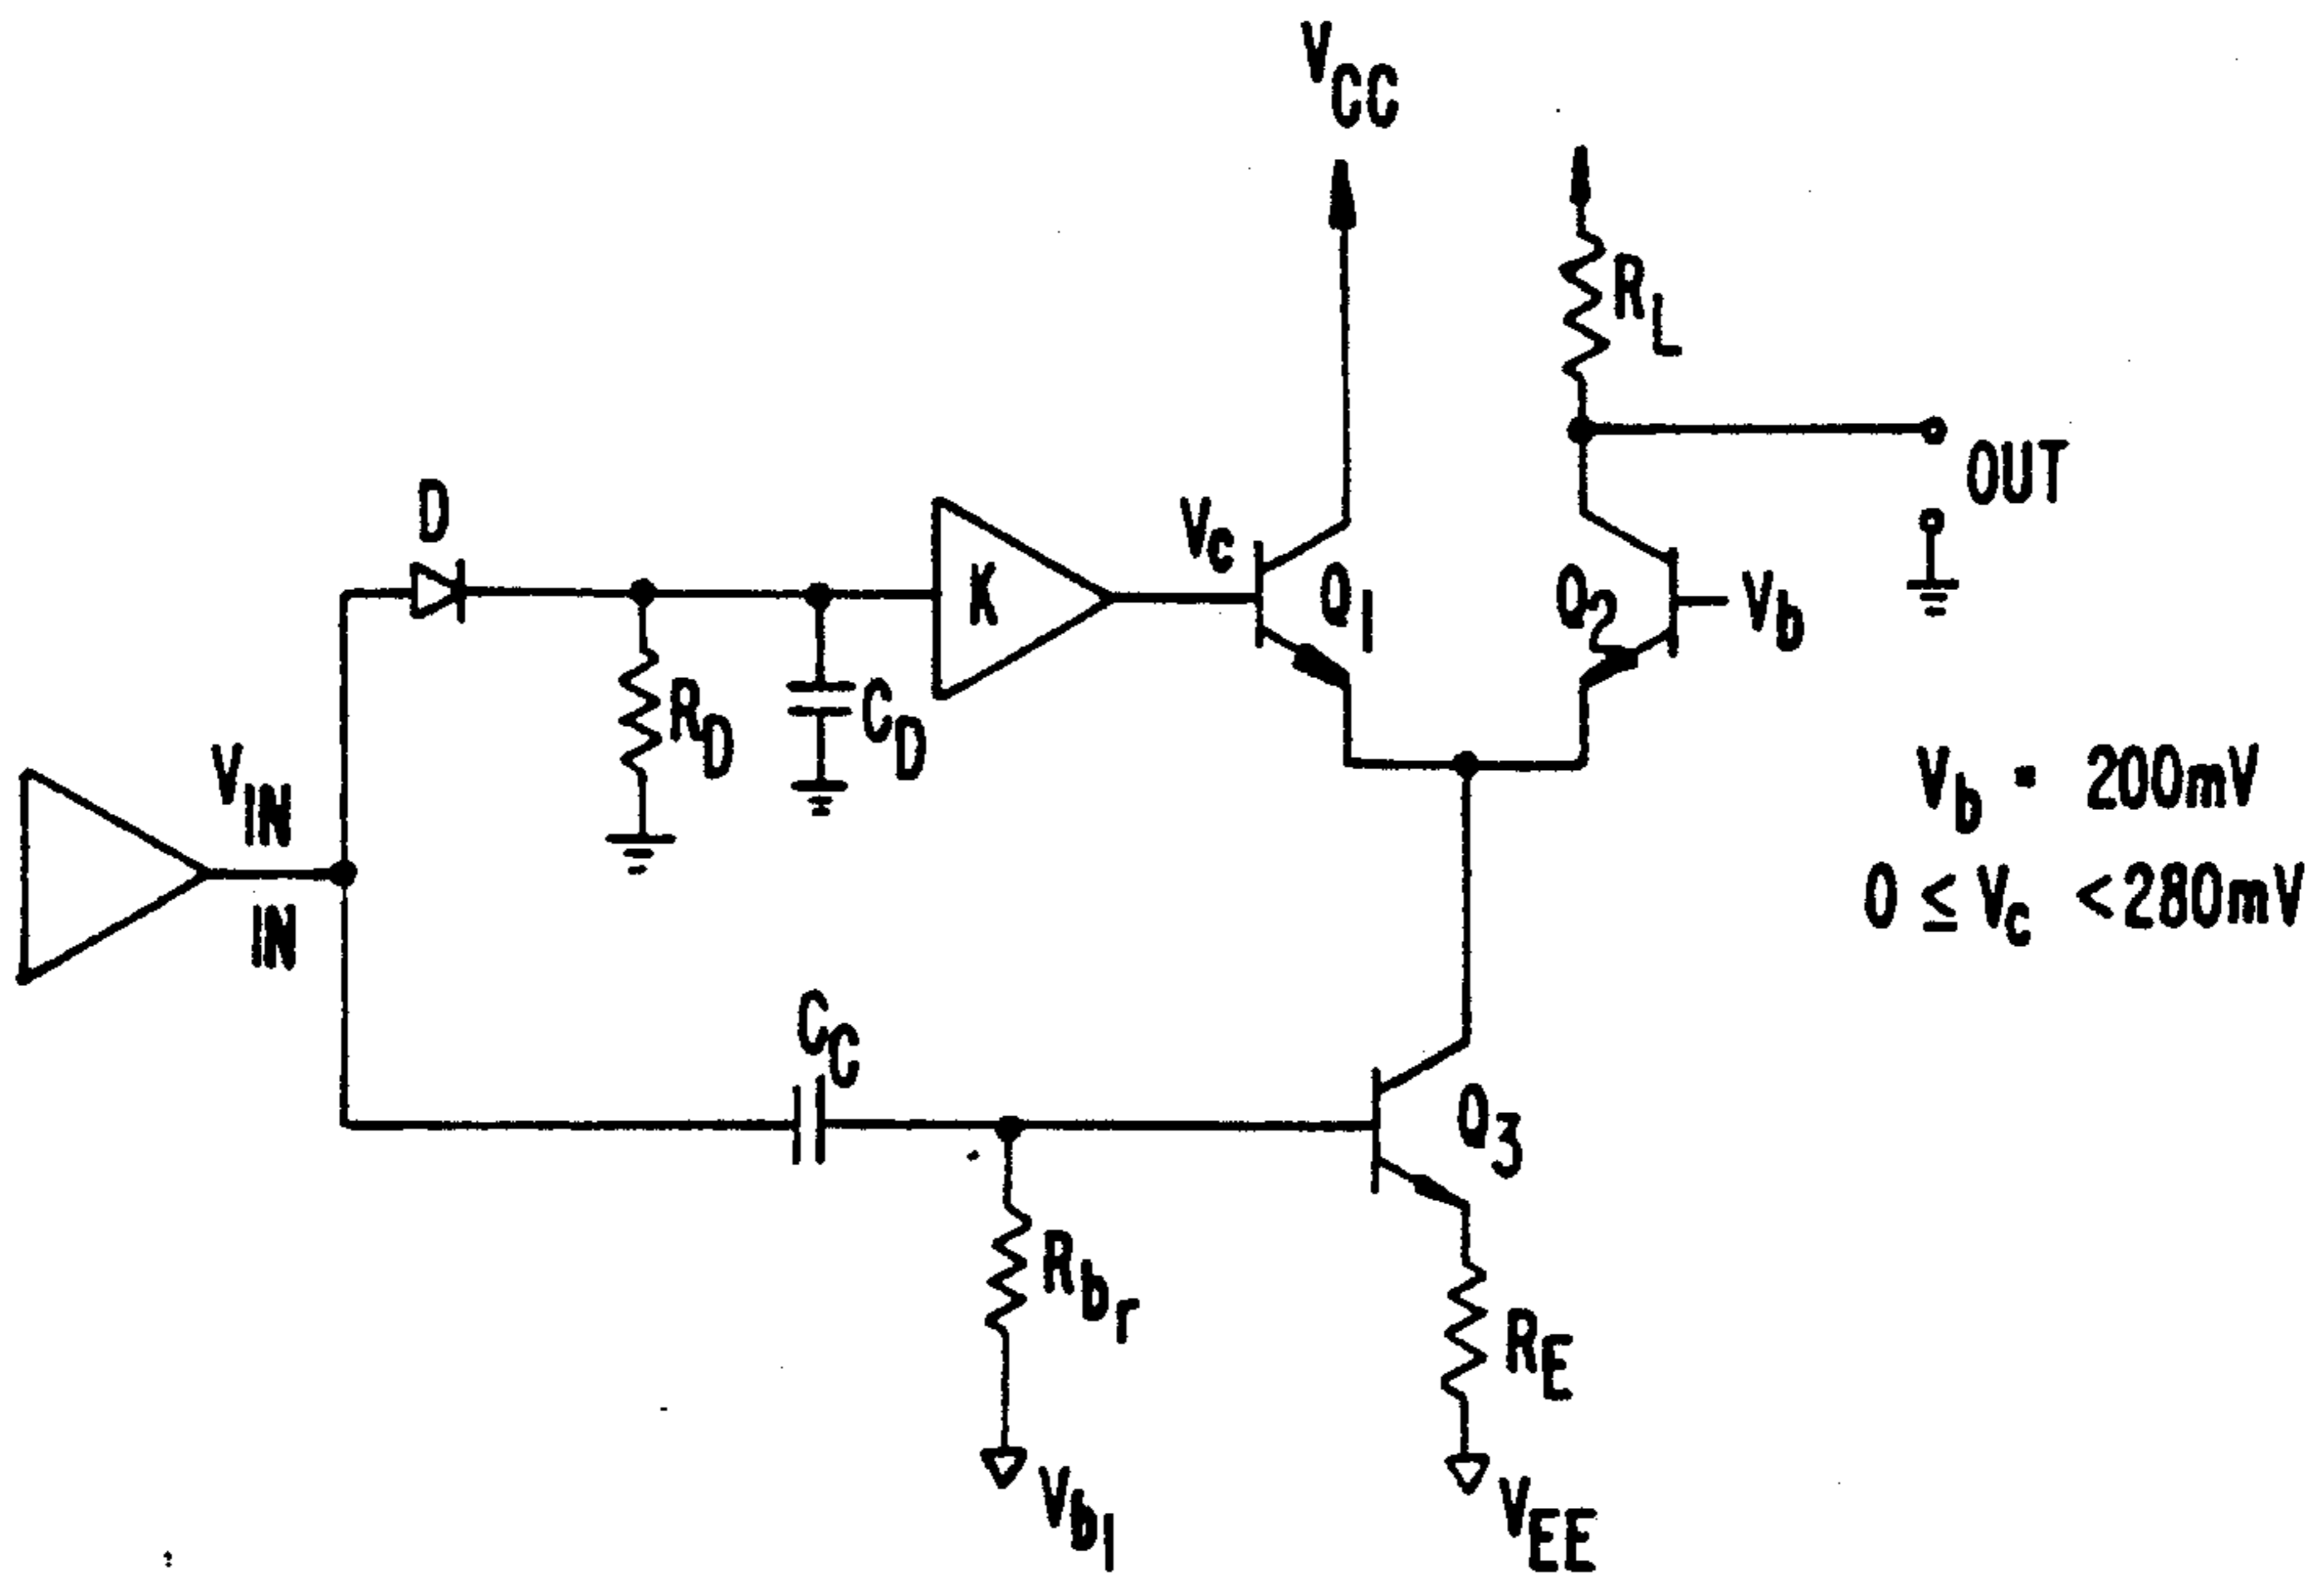 VCC
RL
OUT
D
K
Vc
Q1
Q2
Vb
RD
CD
VIN
IN
Vb = 200mV
0 ≤ Vc <280mV
CC
Q3
Rbr
RE
Vb1
VEE